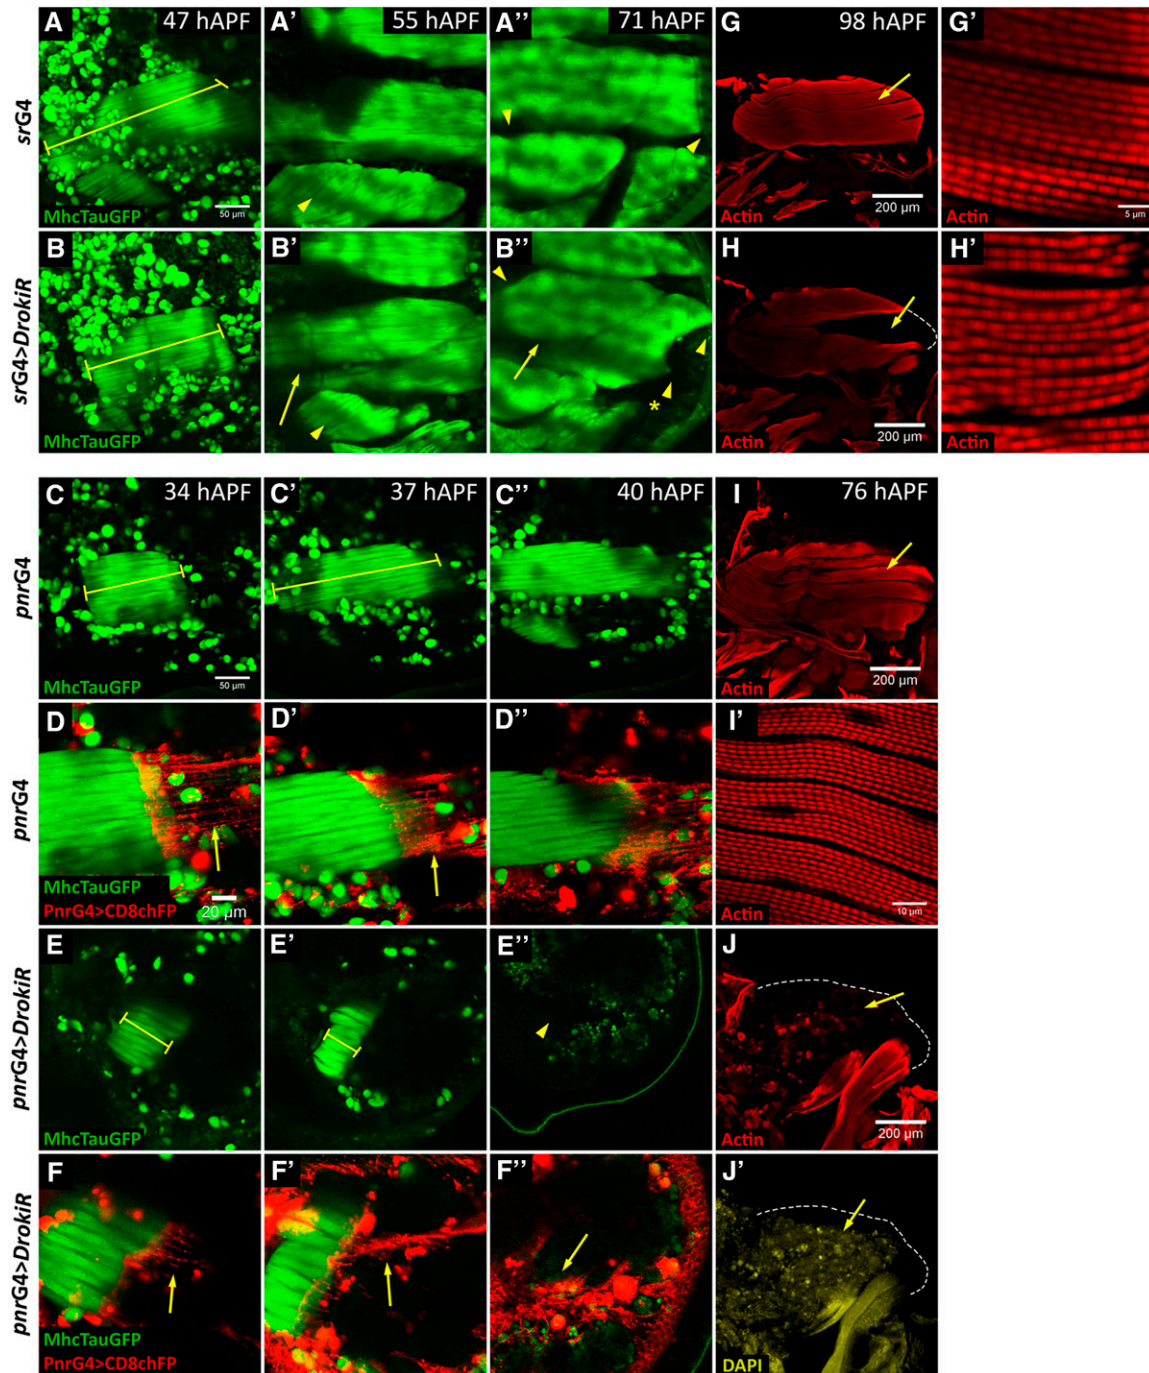 A 47 hAPF A' 55 hAPF A'' 71 hAPF G 98 hAPF G'
srG4
MhcTauGFP 50 µm Actin 200 µm Actin 5 µm
B B' B'' H H'
srG4>DrokiR
MhcTauGFP * Actin 200 µm Actin
C 34 hAPF C' 37 hAPF C'' 40 hAPF I 76 hAPF
pnrG4
MhcTauGFP 50 µm Actin 200 µm
D D' D'' I'
pnrG4
MhcTauGFP
PnrG4>CD8chFP 20 µm Actin 10 µm
E E' E'' J
pnrG4>DrokiR
MhcTauGFP Actin 200 µm
F F' F'' J'
pnrG4>DrokiR
MhcTauGFP
PnrG4>CD8chFP DAPI